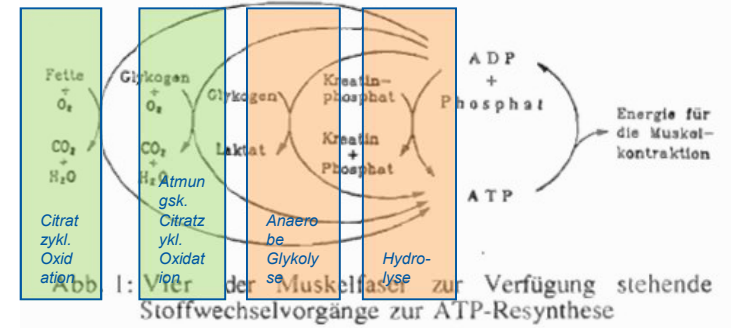 Fette
+
O₂
CO₂
+
H₂O
Citrat
zykl.
Oxid
ation
Glykogen
+
O₂
CO₂
+
H₂O
Atmun
gsk.
Citratz
ykl.
Oxidat
ion
Glykogen
Laktat
Anaero
be
Glykoly
se
Kreatin-
phosphat
Kreatin
+
Phosphat
Hydro-
lyse
ADP
+
Phosphat
ATP
Energie für
die Muskel-
kontraktion
Abb. 1: Vier der Muskelfaser zur Verfügung stehende
Stoffwechselvorgänge zur ATP-Resynthese